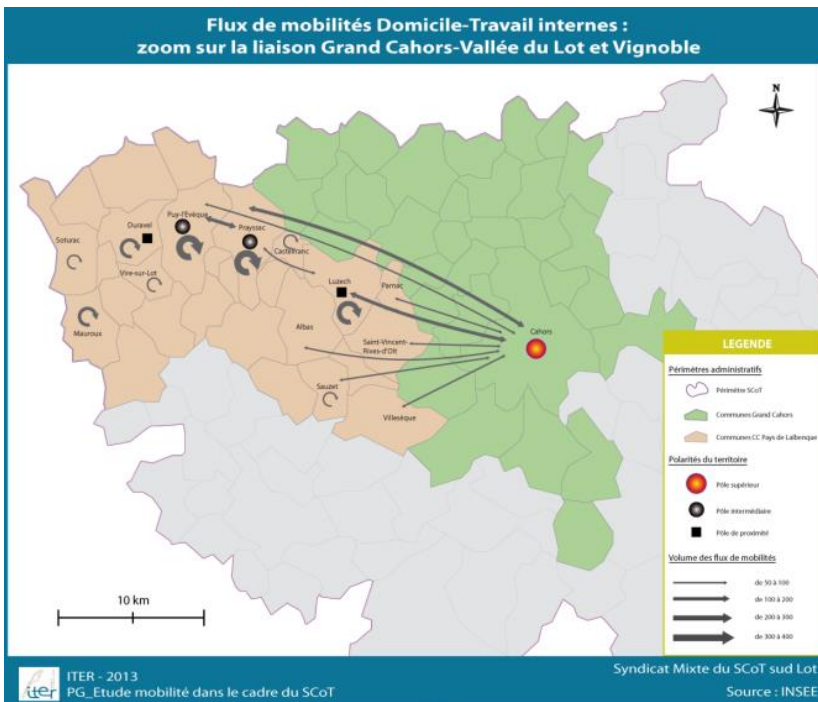 Flux de mobilités Domicile-Travail internes :
zoom sur la liaison Grand Cahors-Vallée du Lot et Vignoble
N
Puy-l'Evêque
Duravel
Prayssac
Soturac
Castelfranc
Vire-sur-Lot
Luzech
Parnac
Mauroux
Albas
Cahors
Saint-Vincent-
Rives-d'Olt
Sauzet
Villesèque
10 km
LEGENDE
Périmètres administratifs
Périmètre SCoT
Communes Grand Cahors
Communes CC Pays de Lalbenque
Polarités du territoire
Pôle supérieur
Pôle intermédiaire
Pôle de proximité
Volume des flux de mobilités
de 50 à 100
de 100 à 200
de 200 à 300
de 300 à 400
iter
ITER - 2013
PG_Etude mobilité dans le cadre du SCoT
Syndicat Mixte du SCoT sud Lot
Source : INSEE